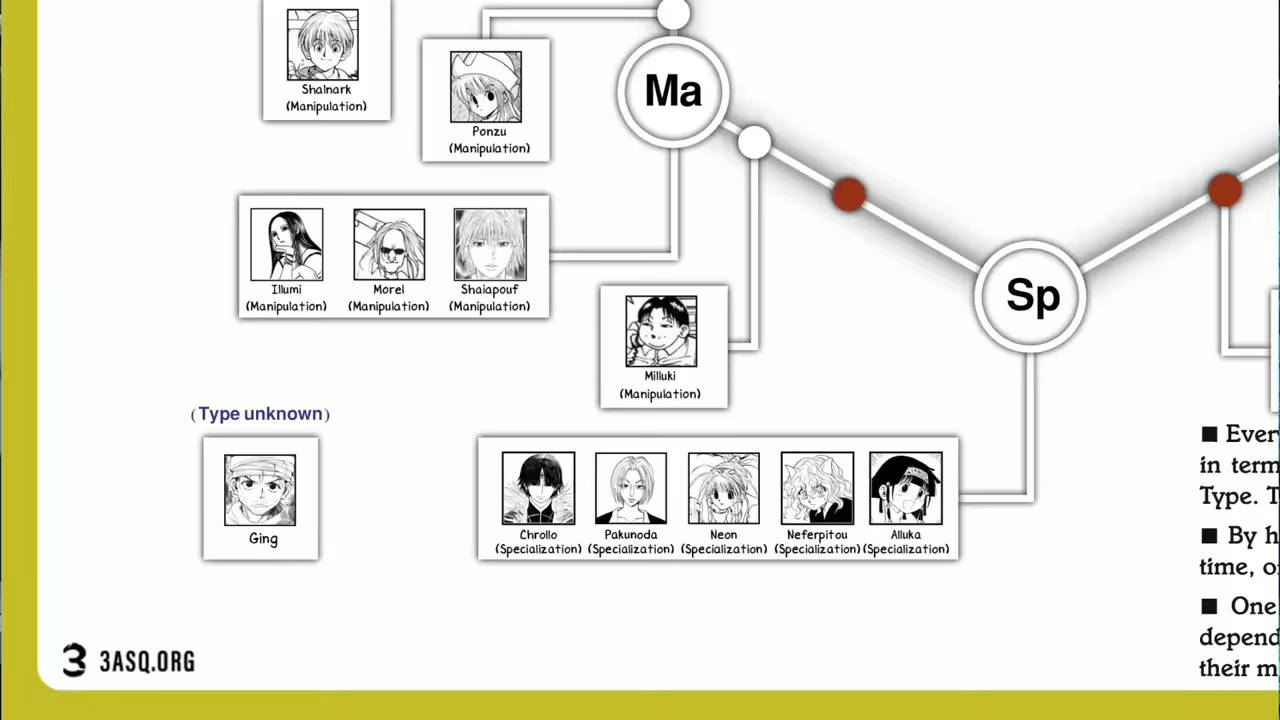 Shalnark
(Manipulation)
Ponzu
(Manipulation)
Ma
Illumi
(Manipulation)
Morel
(Manipulation)
Shaiapouf
(Manipulation)
Milluki
(Manipulation)
Sp
(Type unknown)
Ging
Chrollo
(Specialization)
Pakunoda
(Specialization)
Neon
(Specialization)
Neferpitou
(Specialization)
Alluka
(Specialization)
■ Ever
in term
Type. T
■ By h
time, o
■ One
depend
their m
3 3ASQ.ORG